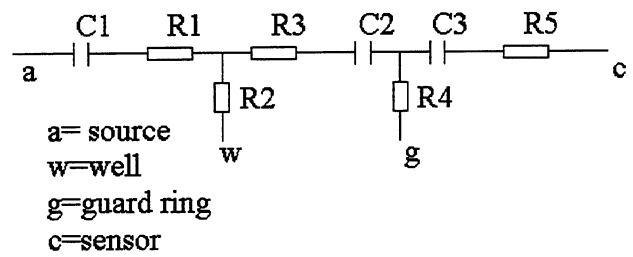 C1 R1 R3 C2 C3 R5
a c
R2 R4
w g
a= source
w=well
g=guard ring
c=sensor